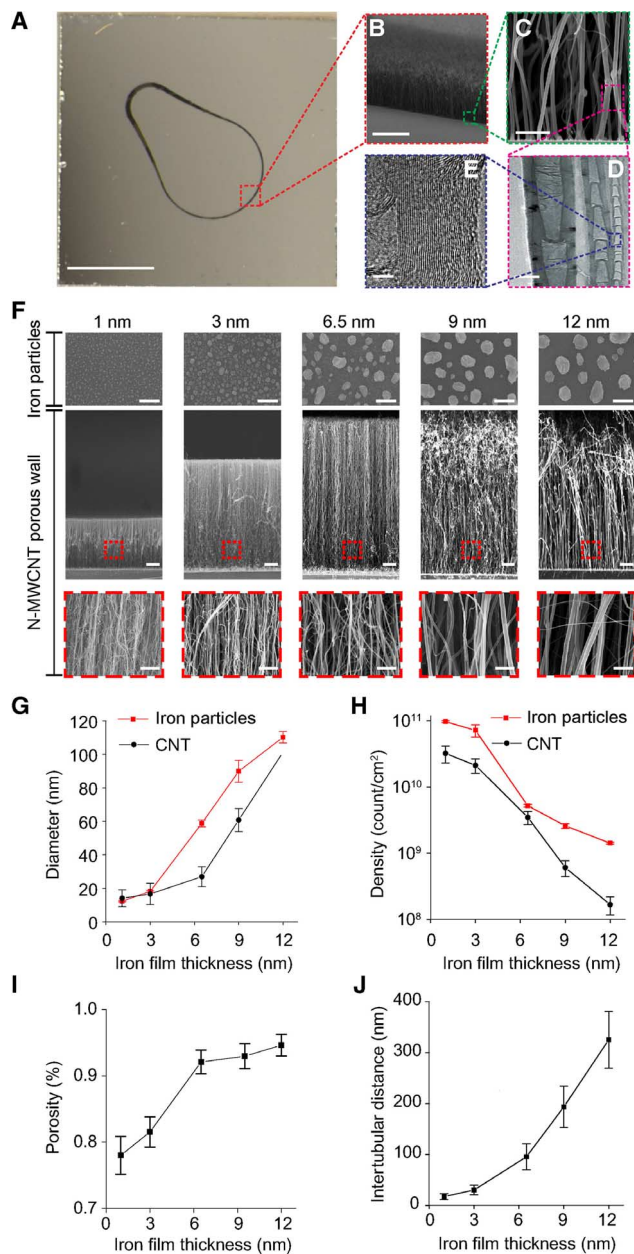 A
B
C
E
D
F
1 nm 3 nm 6.5 nm 9 nm 12 nm
Iron particles
N-MWCNT porous wall
G
Iron particles
CNT
Diameter (nm)
120
100
80
60
40
20
0
0 3 6 9 12
Iron film thickness (nm)
H
Iron particles
CNT
Density (count/cm²)
10¹¹
10¹⁰
10⁹
10⁸
0 3 6 9 12
Iron film thickness (nm)
I
Porosity (%)
1.0
0.9
0.8
0.7
0 3 6 9 12
Iron film thickness (nm)
J
Intertubular distance (nm)
400
300
200
100
0
0 3 6 9 12
Iron film thickness (nm)